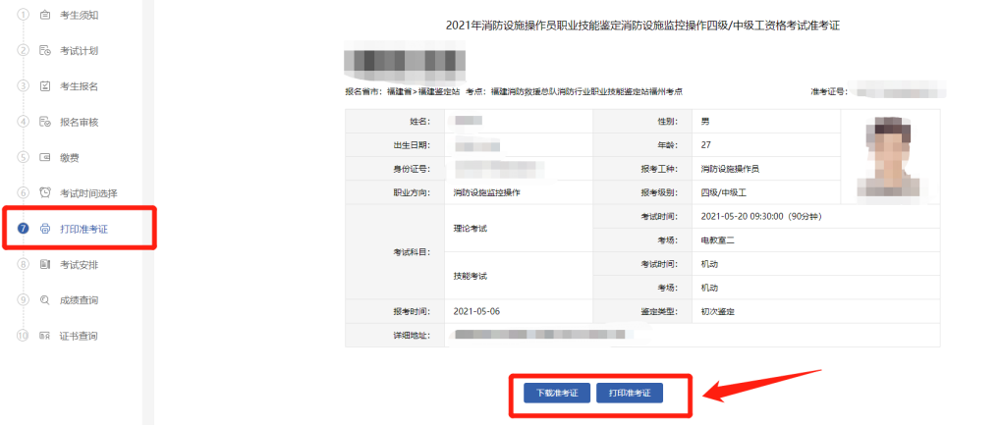 1 考生须知
2 考试计划
3 考生报名
4 报名审核
5 缴费
6 考试时间选择
7 打印准考证
8 考试安排
9 成绩查询
10 证书查询
2021年消防设施操作员职业技能鉴定消防设施监控操作四级/中级工资格考试准考证
报名省市：福建省>福建鉴定站 考点：福建消防救援总队消防行业职业技能鉴定站福州考点 准考证号：
姓名： 性别： 男
出生日期： 年龄： 27
身份证号： 报考工种： 消防设施操作员
职业方向： 消防设施监控操作 报考级别： 四级/中级工
考试科目： 理论考试 考试时间： 2021-05-20 09:30:00（90分钟）
考场： 电教室二
技能考试 考试时间： 机动
考场： 机动
报考时间： 2021-05-06 鉴定类型： 初次鉴定
详细地址：
下载准考证 打印准考证